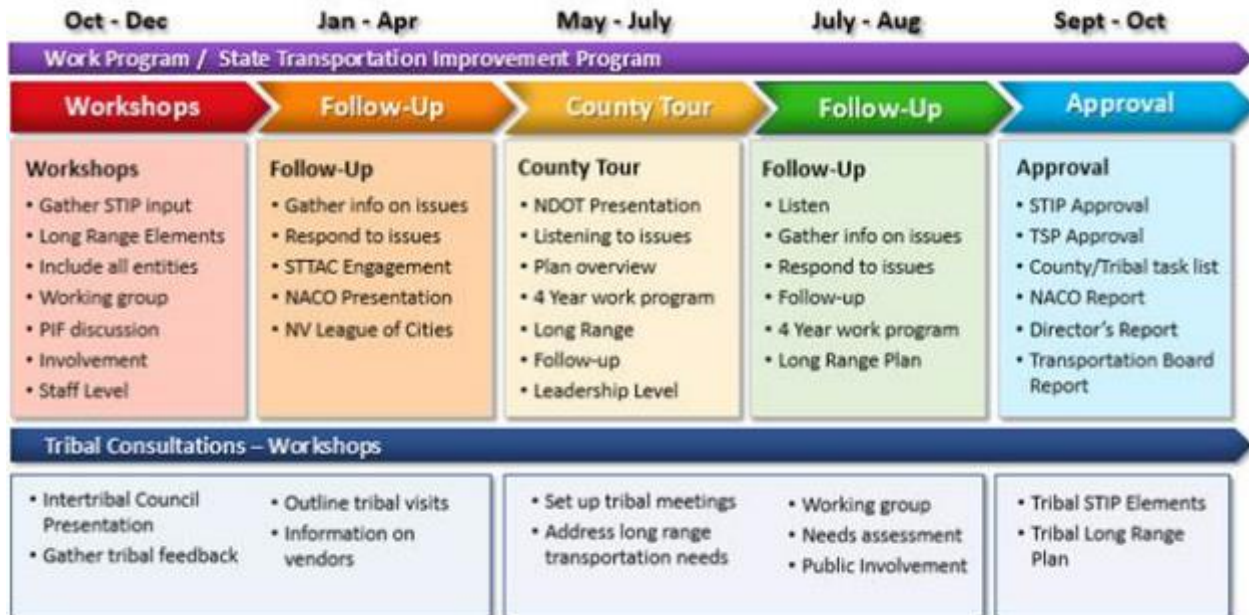 Oct - Dec
Jan - Apr
May - July
July - Aug
Sept - Oct
Work Program / State Transportation Improvement Program
Workshops
Follow-Up
County Tour
Follow-Up
Approval
Workshops
• Gather STIP input
• Long Range Elements
• Include all entities
• Working group
• PIF discussion
• Involvement
• Staff Level
Follow-Up
• Gather info on issues
• Respond to issues
• STTAC Engagement
• NACO Presentation
• NV League of Cities
County Tour
• NDOT Presentation
• Listening to issues
• Plan overview
• 4 Year work program
• Long Range
• Follow-up
• Leadership Level
Follow-Up
• Listen
• Gather info on issues
• Respond to issues
• Follow-up
• 4 Year work program
• Long Range Plan
Approval
• STIP Approval
• TSP Approval
• County/Tribal task list
• NACO Report
• Director's Report
• Transportation Board
Report
Tribal Consultations – Workshops
• Intertribal Council
Presentation
• Gather tribal feedback
• Outline tribal visits
• Information on
vendors
• Set up tribal meetings
• Address long range
transportation needs
• Working group
• Needs assessment
• Public Involvement
• Tribal STIP Elements
• Tribal Long Range
Plan